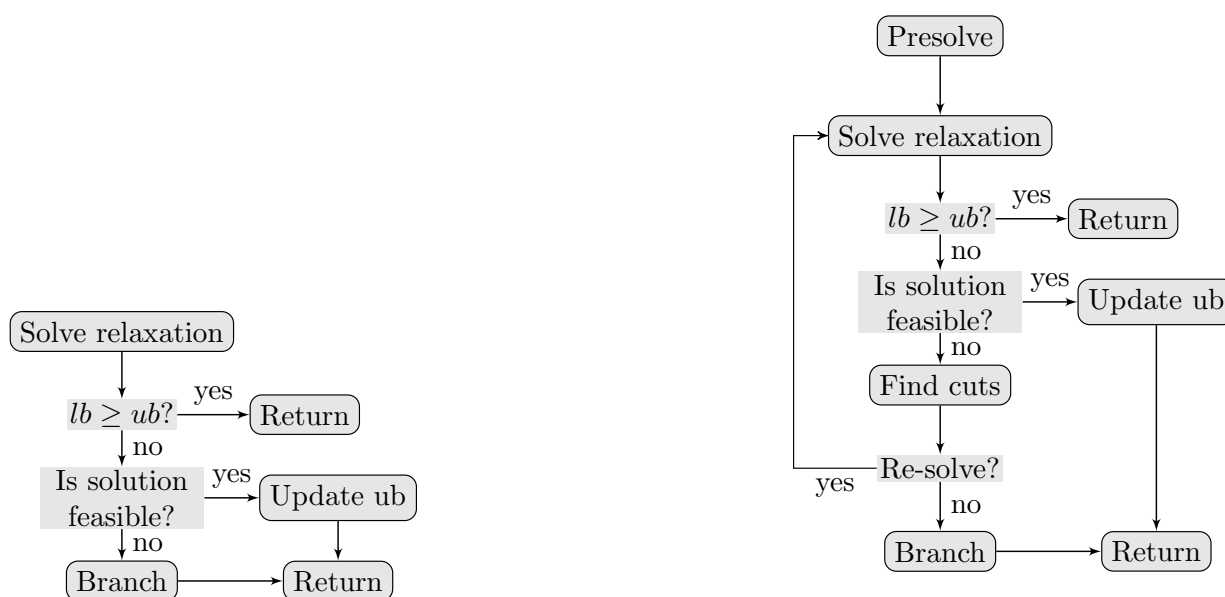 Solve relaxation
lb ≥ ub?
yes
Return
no
Is solution
feasible?
yes
Update ub
no
Branch
Return
Presolve
Solve relaxation
lb ≥ ub?
yes
Return
no
Is solution
feasible?
yes
Update ub
no
Find cuts
Re-solve?
yes
no
Branch
Return